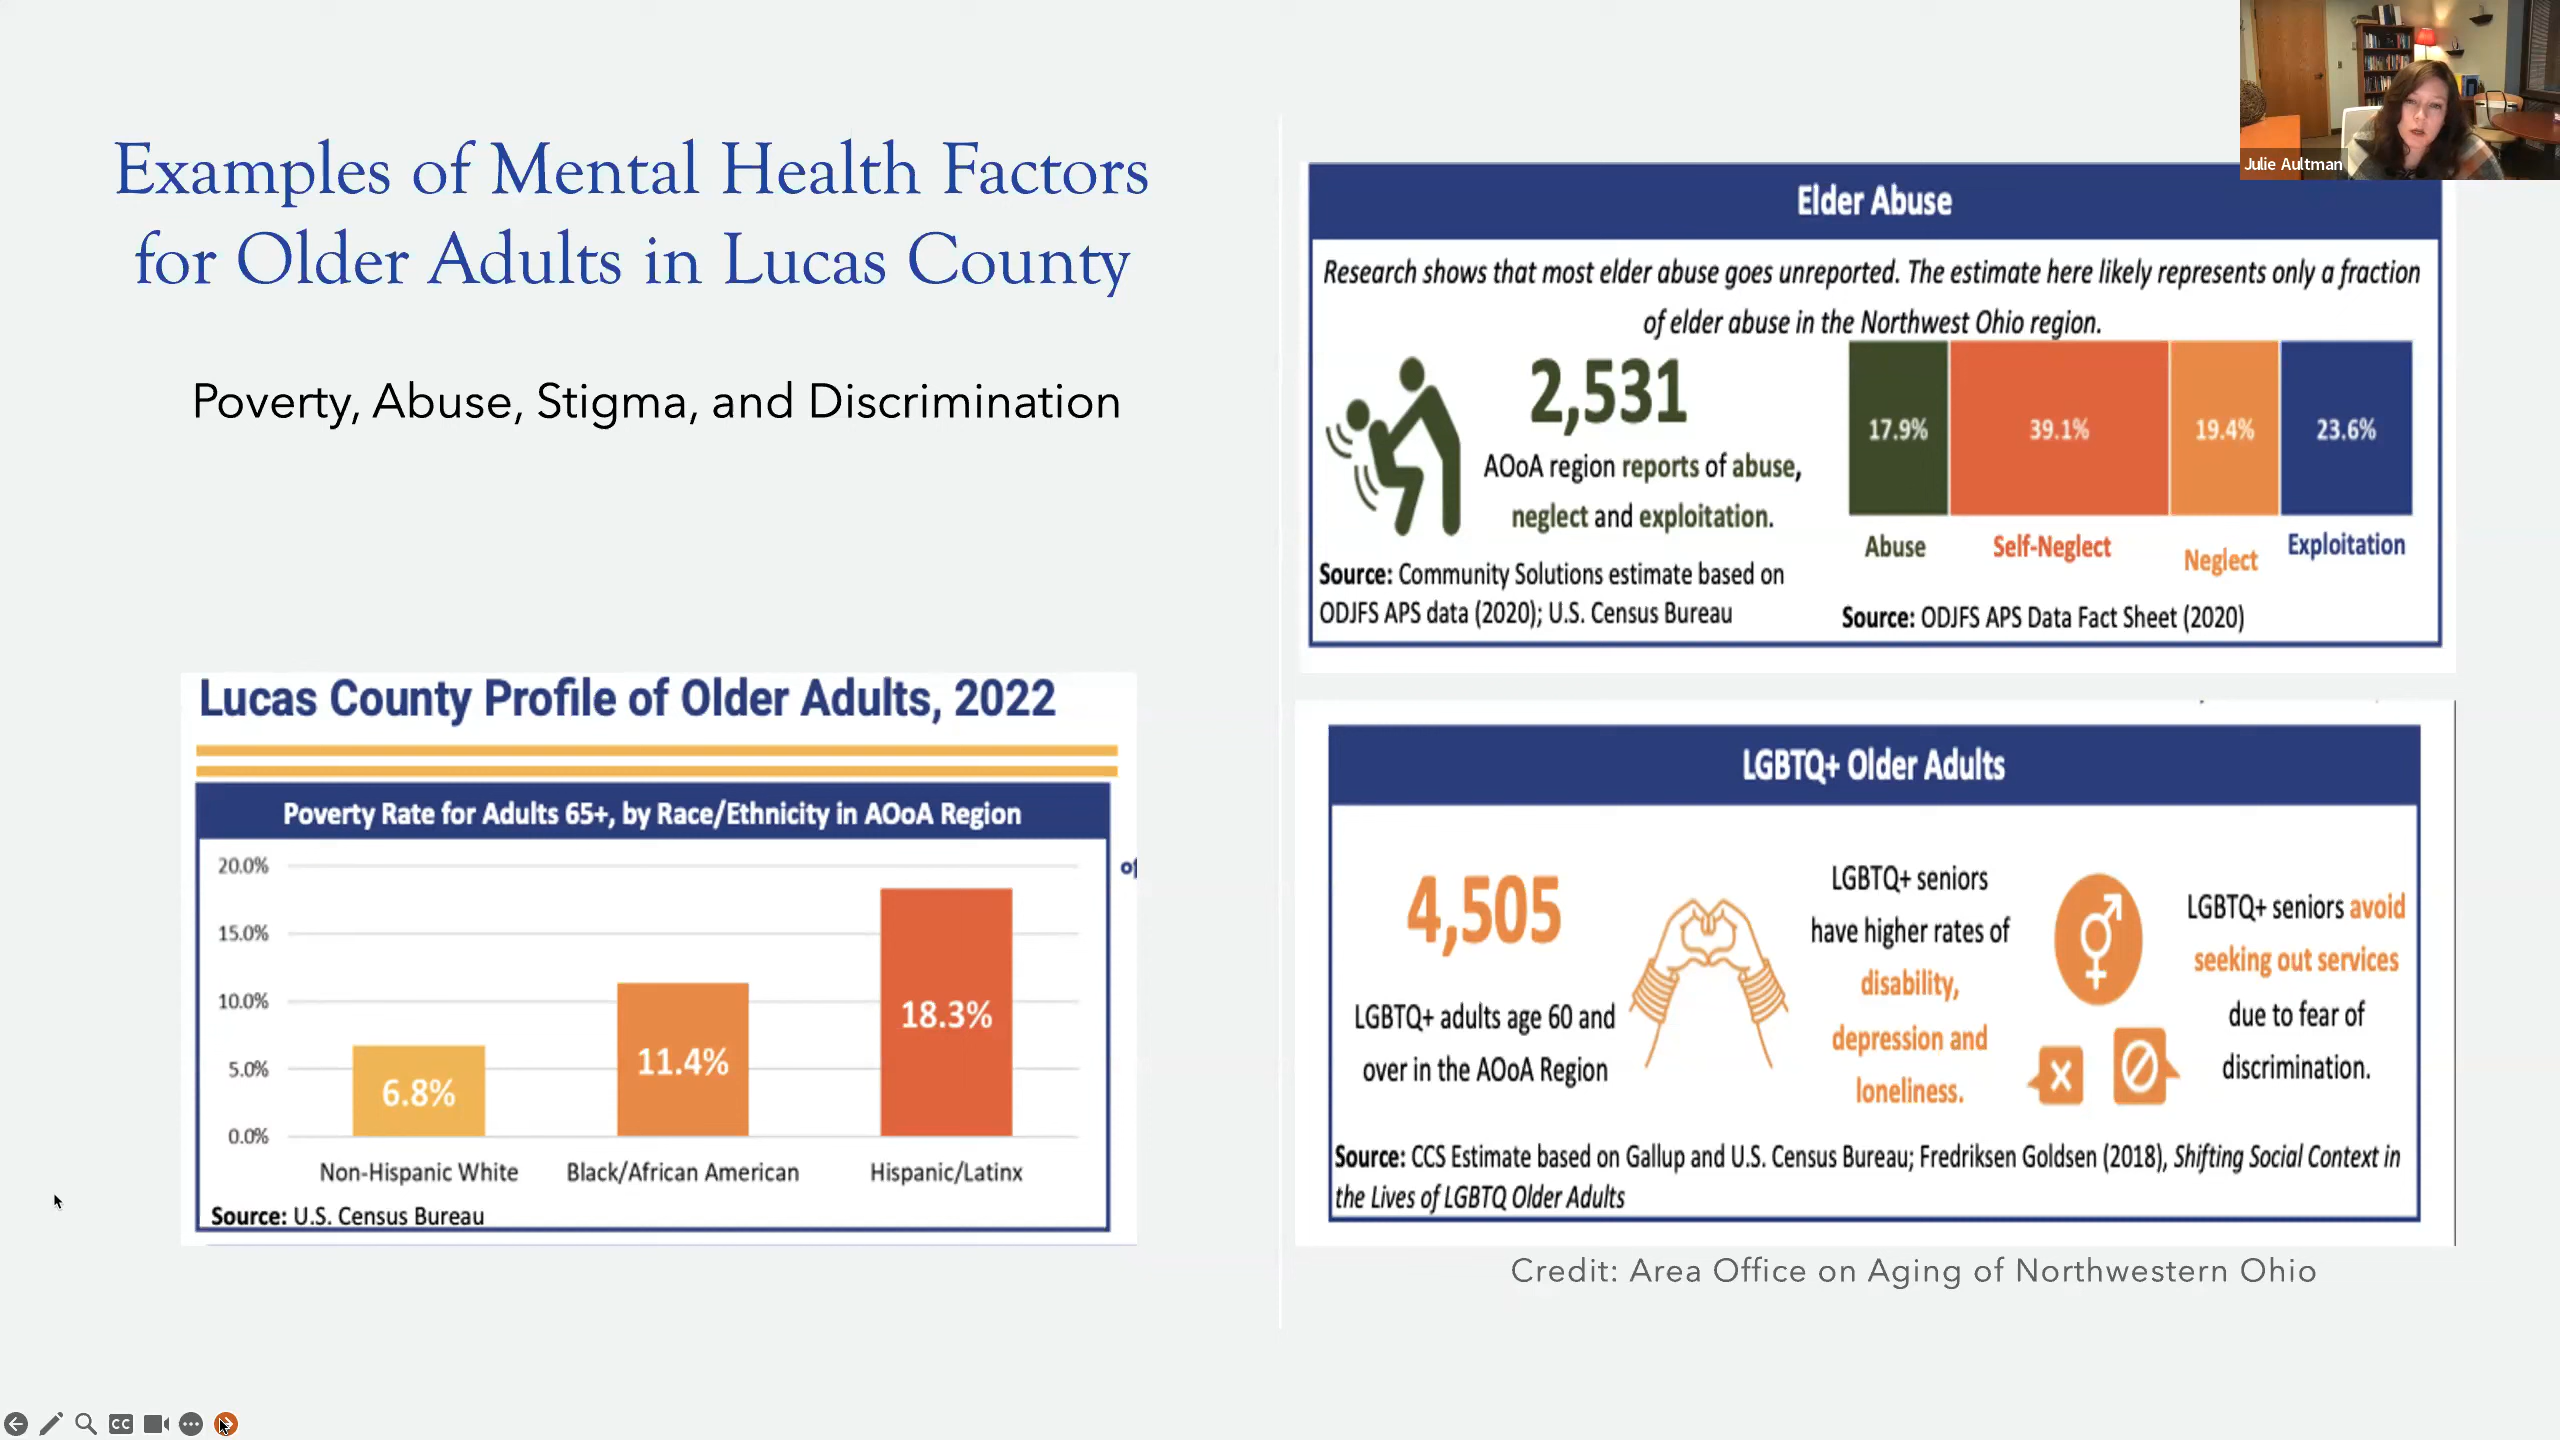 Julie Aultman
Examples of Mental Health Factors
for Older Adults in Lucas County
Poverty, Abuse, Stigma, and Discrimination
Lucas County Profile of Older Adults, 2022
Poverty Rate for Adults 65+, by Race/Ethnicity in AOoA Region
20.0%
15.0%
10.0%
5.0%
0.0%
6.8%
11.4%
18.3%
Non-Hispanic White
Black/African American
Hispanic/Latinx
Source: U.S. Census Bureau
Elder Abuse
Research shows that most elder abuse goes unreported. The estimate here likely represents only a fraction
of elder abuse in the Northwest Ohio region.
2,531
AOoA region reports of abuse,
neglect and exploitation.
Source: Community Solutions estimate based on
ODJFS APS data (2020); U.S. Census Bureau
17.9%
39.1%
19.4%
23.6%
Abuse
Self-Neglect
Neglect
Exploitation
Source: ODJFS APS Data Fact Sheet (2020)
LGBTQ+ Older Adults
4,505
LGBTQ+ adults age 60 and
over in the AOoA Region
LGBTQ+ seniors
have higher rates of
disability,
depression and
loneliness.
LGBTQ+ seniors avoid
seeking out services
due to fear of
discrimination.
Source: CCS Estimate based on Gallup and U.S. Census Bureau; Fredriksen Goldsen (2018), Shifting Social Context in
the Lives of LGBTQ Older Adults
Credit: Area Office on Aging of Northwestern Ohio
CC